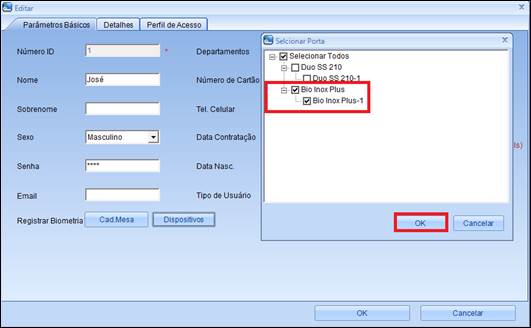 Editar
Parâmetros Básicos Detalhes Perfil de Acesso
Número ID 1 * Departamentos
Nome José Número de Cartão
Sobrenome Tel. Celular
Sexo Masculino Data Contratação
Senha **** Data Nasc.
Email Tipo de Usuário
Registrar Biometria Cad.Mesa Dispositivos
Selcionar Porta
Selecionar Todos
Duo SS 210
Duo SS 210-1
Bio Inox Plus
Bio Inox Plus-1
OK Cancelar
ls)
OK Cancelar